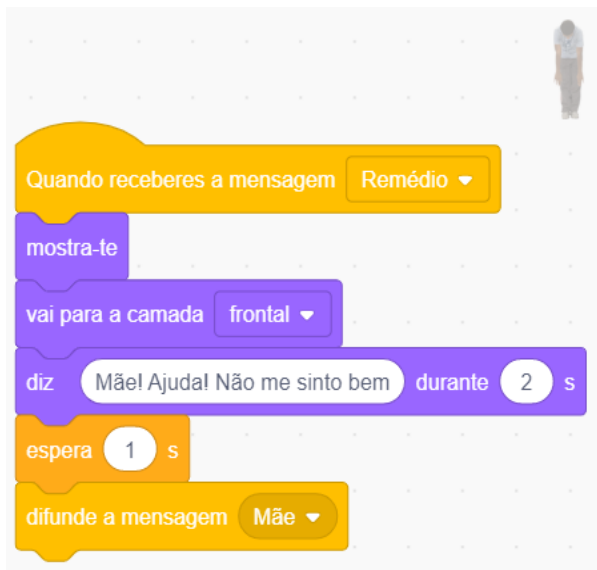 Quando receberes a mensagem Remédio
mostra-te
vai para a camada frontal
diz Mãe! Ajuda! Não me sinto bem durante 2 s
espera 1 s
difunde a mensagem Mãe